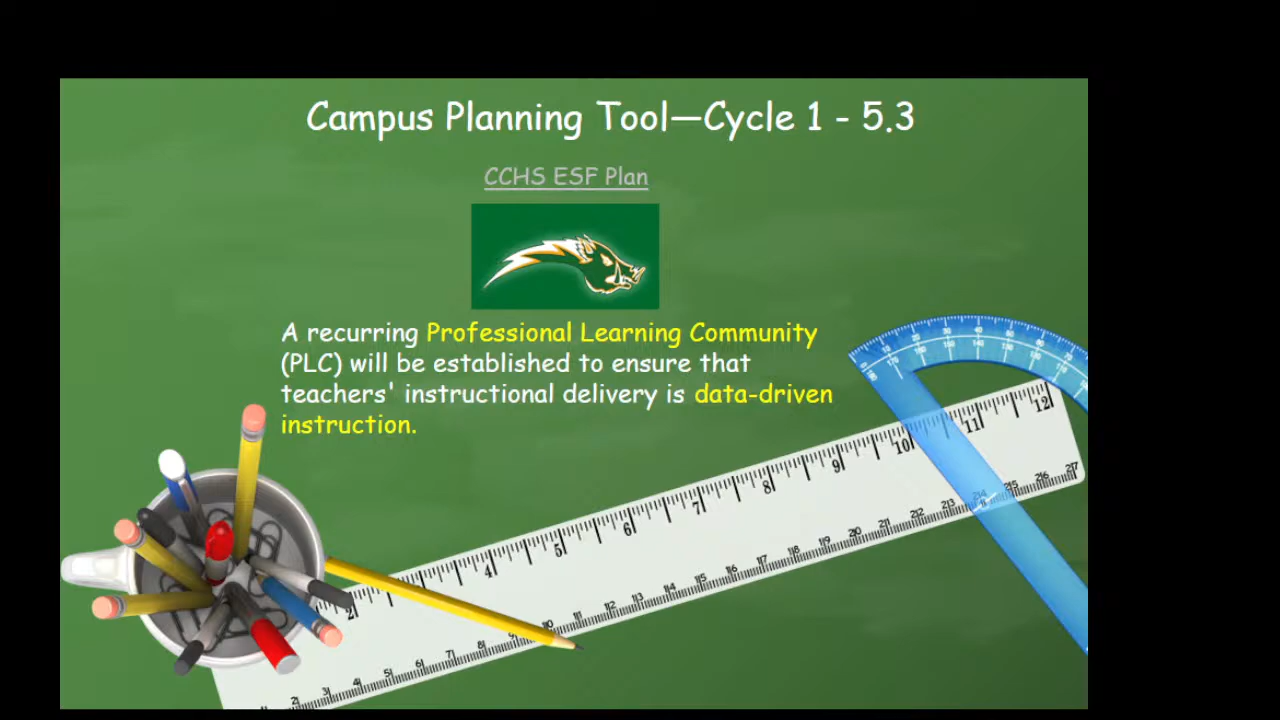 Campus Planning Tool—Cycle 1 - 5.3
CCHS ESF Plan
A recurring Professional Learning Community
(PLC) will be established to ensure that
teachers' instructional delivery is data-driven
instruction.